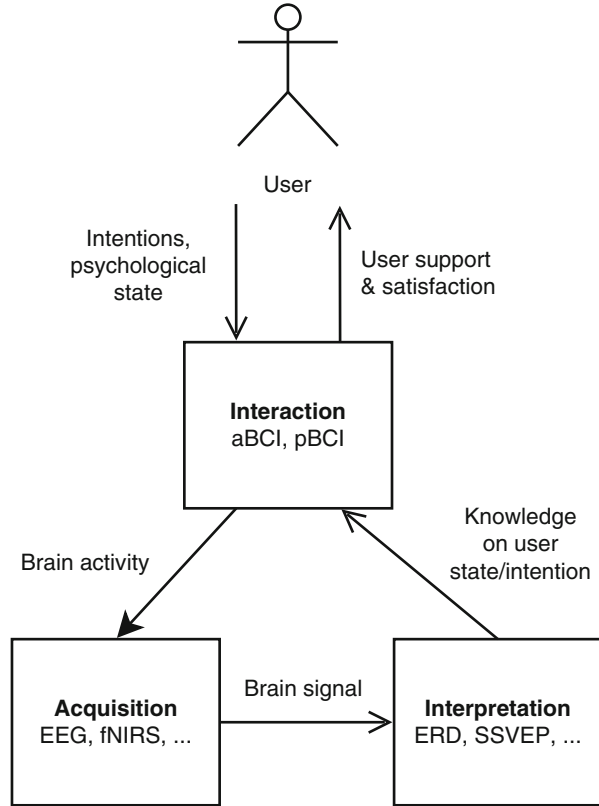 User
Intentions,
psychological
state
User support
& satisfaction
Interaction
aBCI, pBCI
Brain activity
Knowledge
on user
state/intention
Acquisition
EEG, fNIRS, ...
Brain signal
Interpretation
ERD, SSVEP, ...